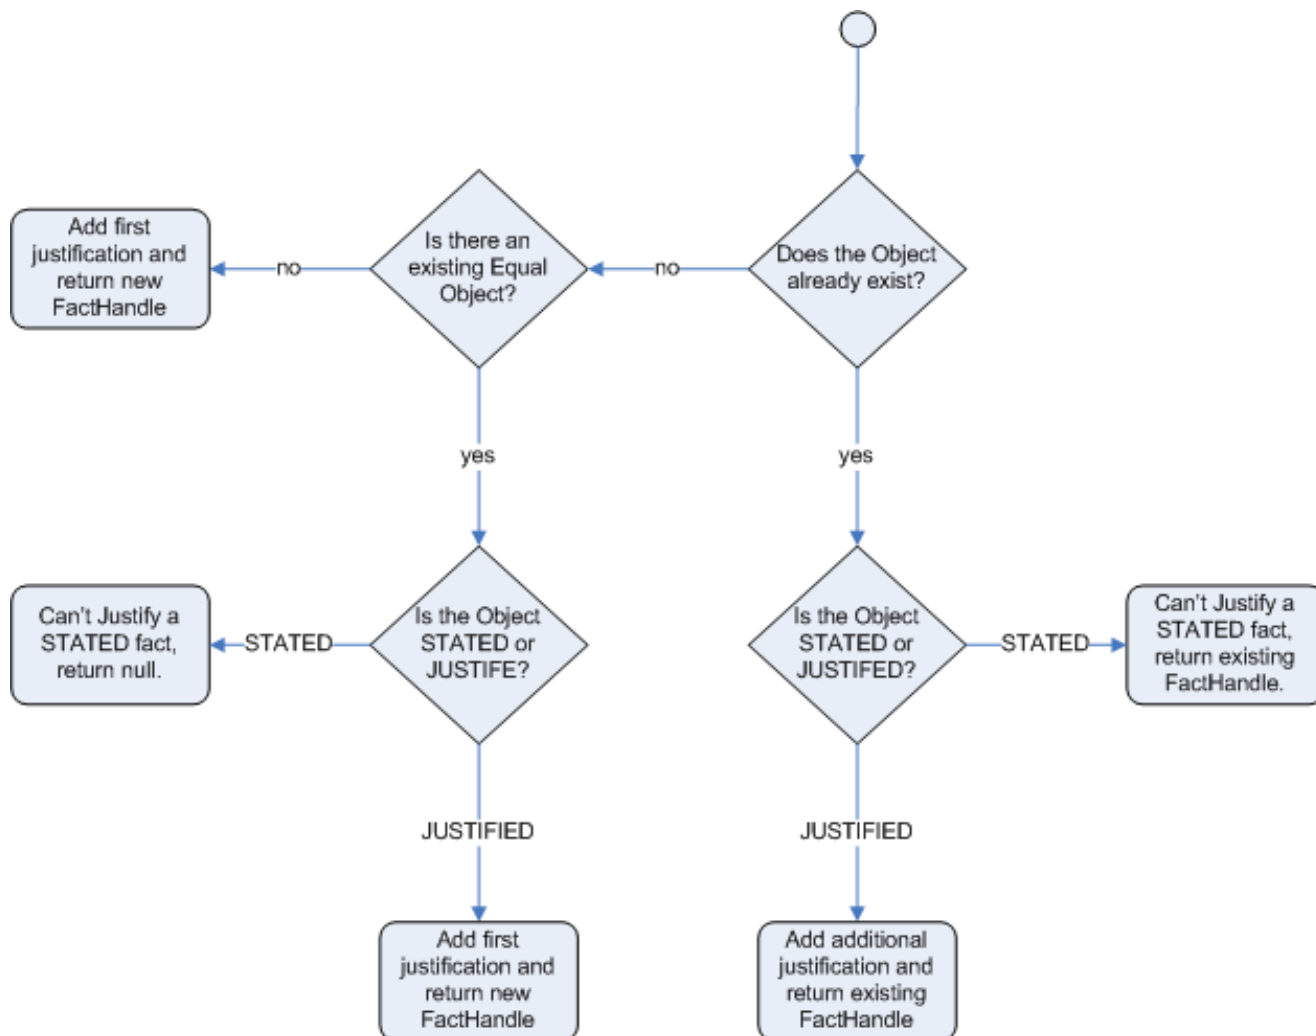 Add first
justification and
return new
FactHandle
no
Is there an
existing Equal
Object?
no
Does the Object
already exist?
yes
yes
Can't Justify a
STATED fact,
return null.
STATED
Is the Object
STATED or
JUSTIFE?
Is the Object
STATED or
JUSTIFED?
STATED
Can't Justify a
STATED fact,
return existing
FactHandle.
JUSTIFIED
JUSTIFIED
Add first
justification and
return new
FactHandle
Add additional
justification and
return existing
FactHandle